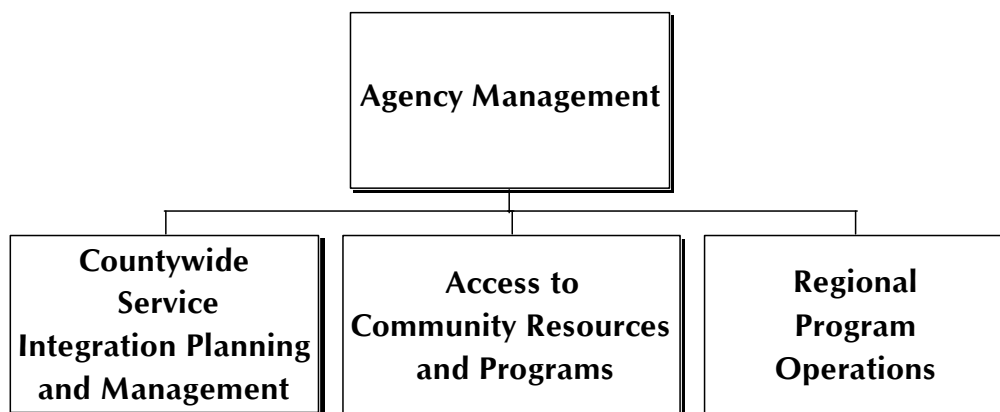 Agency Management
Countywide
Service
Integration Planning
and Management
Access to
Community Resources
and Programs
Regional
Program
Operations